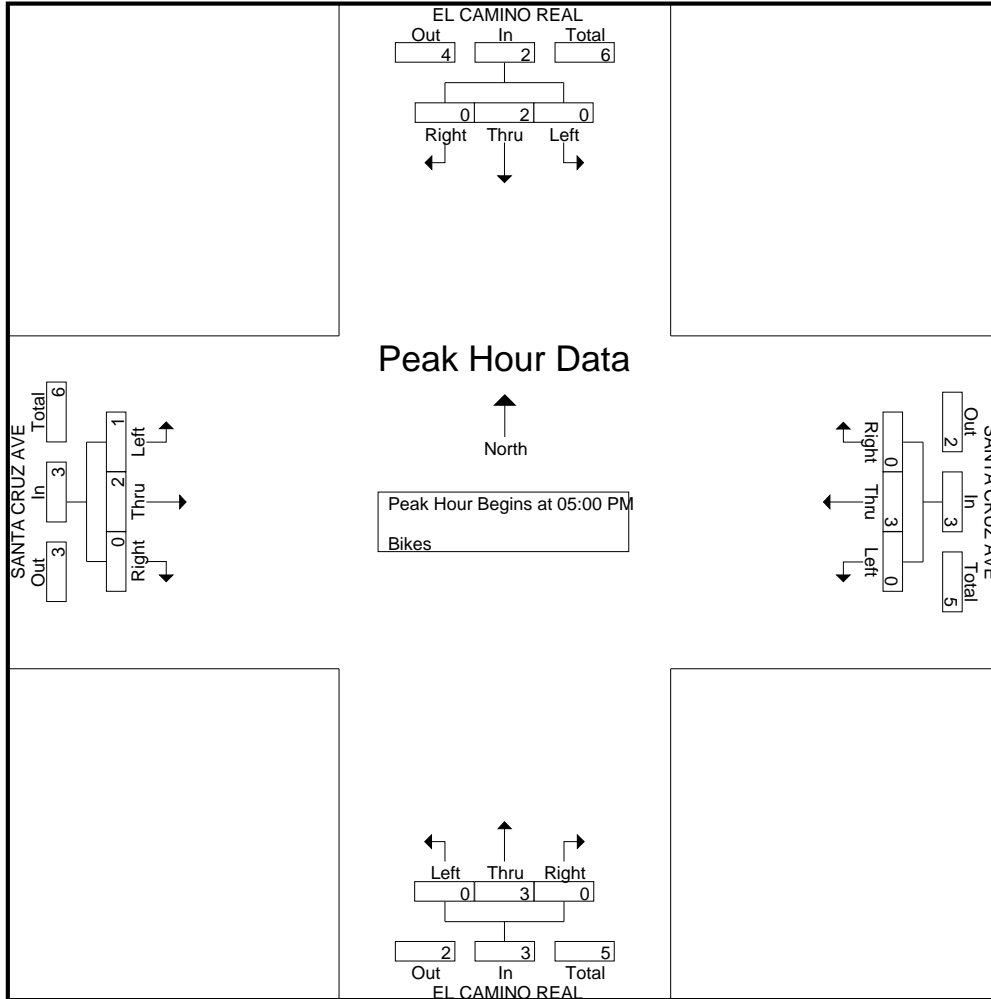 EL CAMINO REAL
Out In Total
4 2 6
0 2 0
Right Thru Left
Peak Hour Data
North
Peak Hour Begins at 05:00 PM
Bikes
SANTA CRUZ AVE
Out In Total
3 3 6
0 2 1
Right Thru Left
SANTA CRUZ AVE
Out In Total
2 3 5
0 3 0
Right Thru Left
Left Thru Right
0 3 0
2 3 5
Out In Total
EL CAMINO REAL